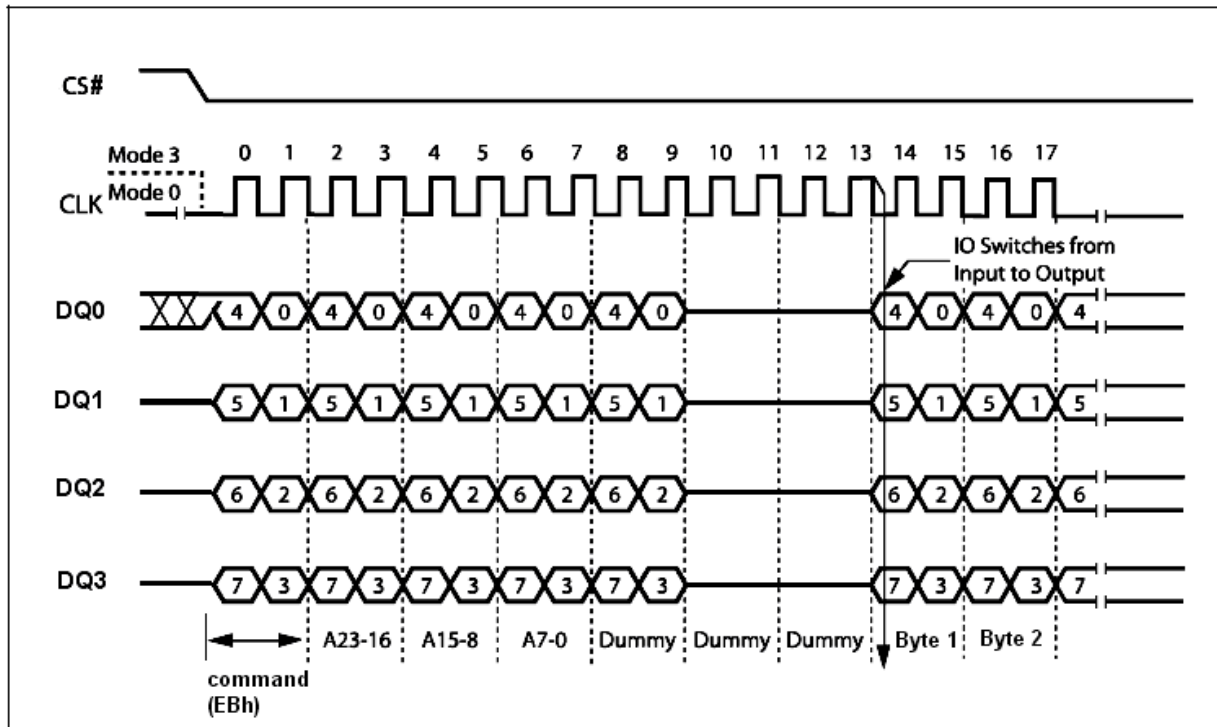 CS#
Mode 3
0 1 2 3 4 5 6 7 8 9 10 11 12 13 14 15 16 17
Mode 0
CLK
IO Switches from
Input to Output
DQ0
4 0 4 0 4 0 4 0 4 0 4 0 4 0 4
DQ1
5 1 5 1 5 1 5 1 5 1 5 1 5 1 5
DQ2
6 2 6 2 6 2 6 2 6 2 6 2 6 2 6
DQ3
7 3 7 3 7 3 7 3 7 3 7 3 7 3 7
A23-16 A15-8 A7-0 Dummy Dummy Dummy Byte 1 Byte 2
command
(EBh)